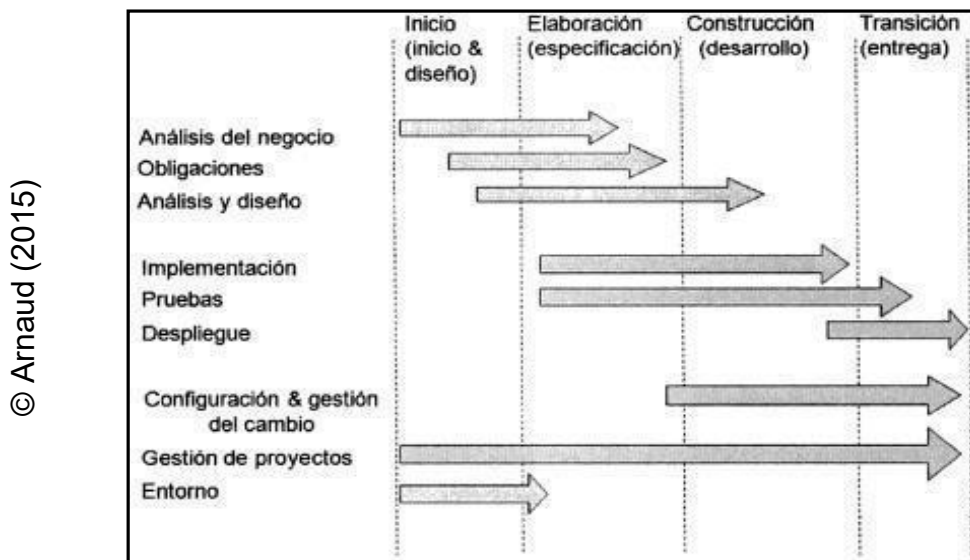 © Arnaud (2015)
Inicio
(inicio &
diseño)
Elaboración
(especificación)
Construcción
(desarrollo)
Transición
(entrega)
Análisis del negocio
Obligaciones
Análisis y diseño
Implementación
Pruebas
Despliegue
Configuración & gestión
del cambio
Gestión de proyectos
Entorno